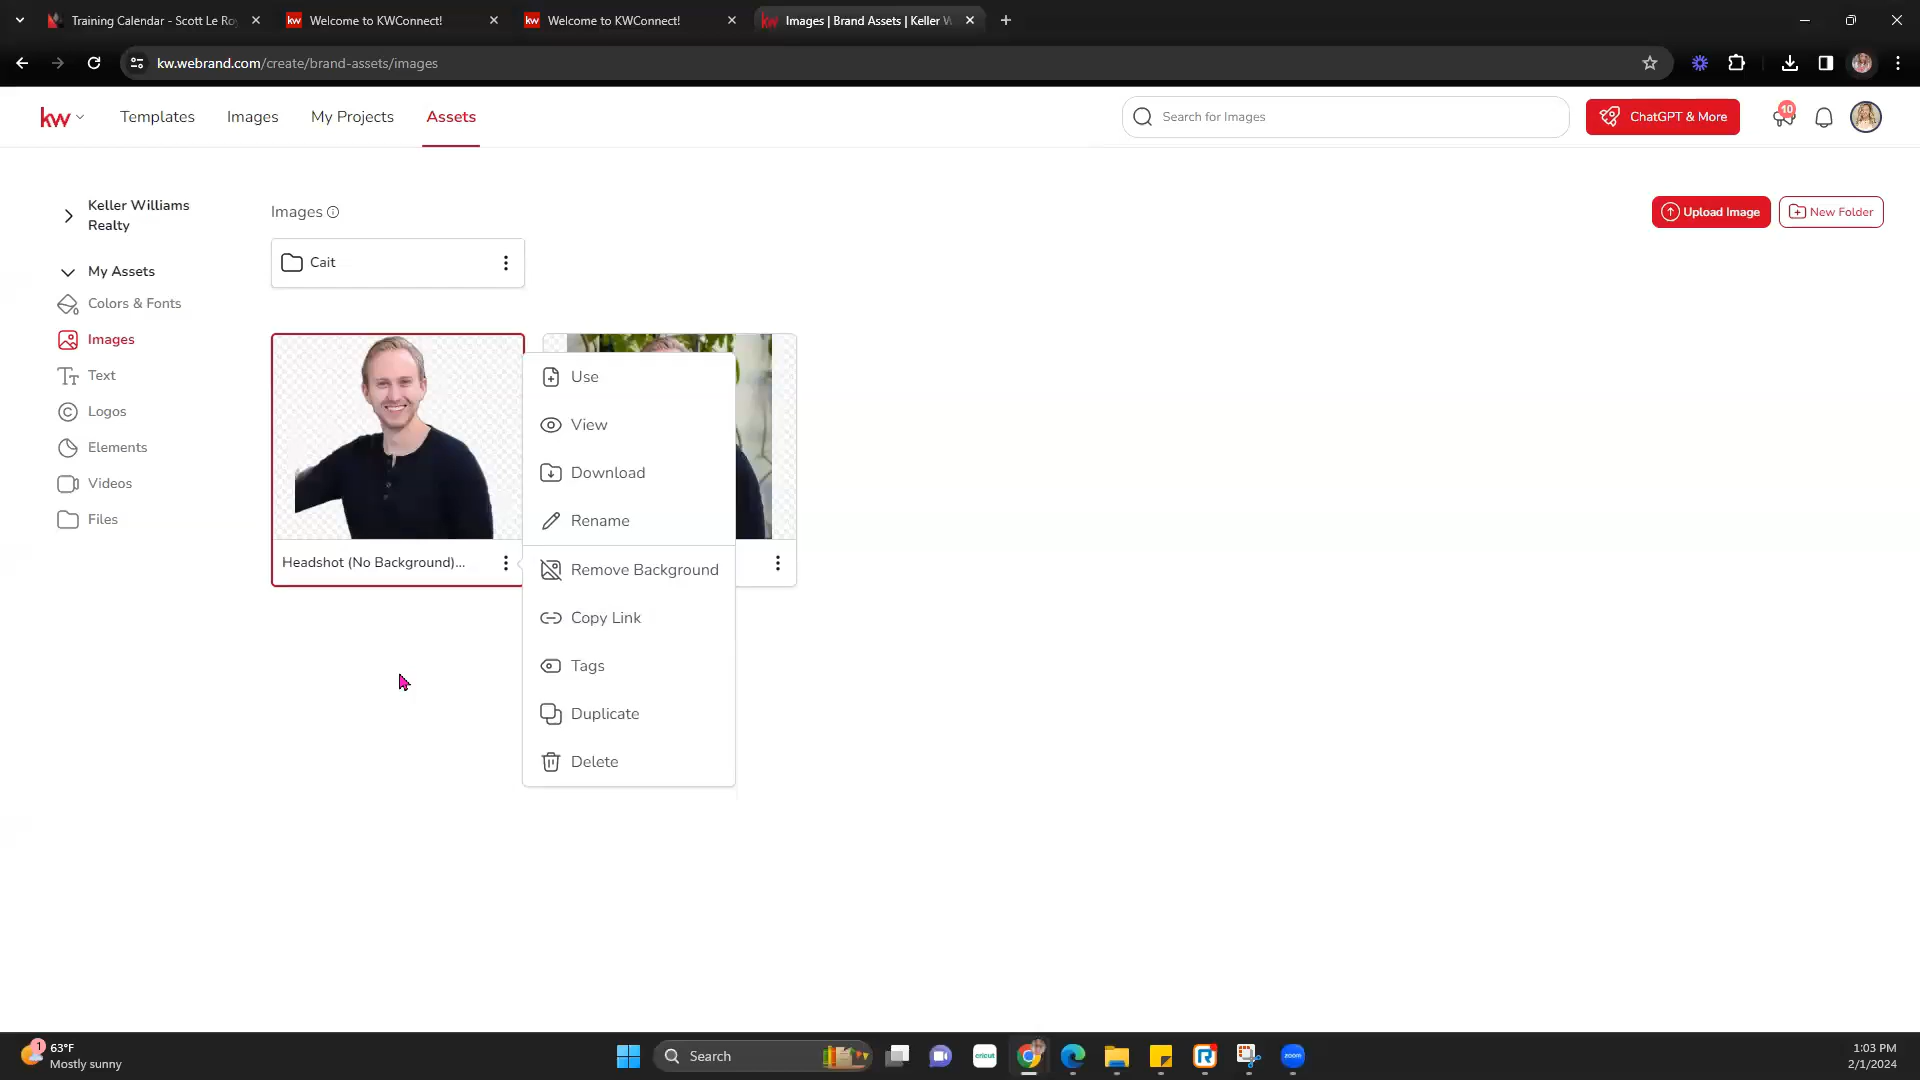 Training Calendar - Scott Le Ro
Welcome to KWConnect!
Welcome to KWConnect!
Images | Brand Assets | Keller W
kw.webrand.com/create/brand-assets/images
kw
Templates
Images
My Projects
Assets
Search for Images
ChatGPT & More
10
Keller Williams
Realty
Images
Upload Image
New Folder
Cait
My Assets
Colors & Fonts
Images
Text
Logos
Elements
Videos
Files
Headshot (No Background)...
Use
View
Download
Rename
Remove Background
Copy Link
Tags
Duplicate
Delete
1
63°F
Mostly sunny
Search
cricut
zoom
1:03 PM
2/1/2024